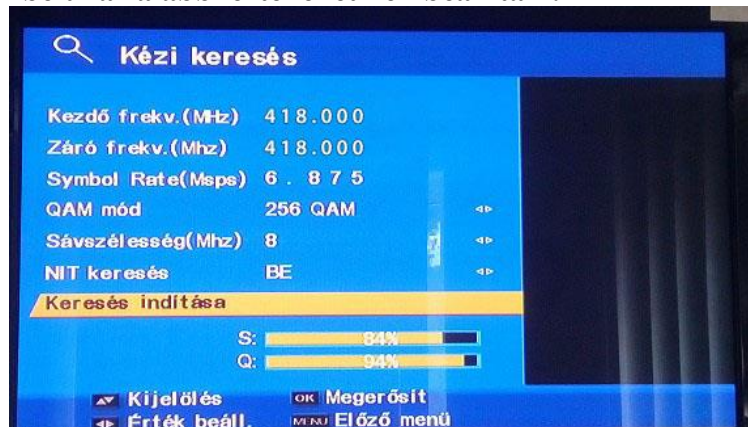 Kézi keresés
Kezdő frekv.(MHz) 418.000
Záró frekv.(Mhz) 418.000
Symbol Rate(Msps) 6.875
QAM mód 256 QAM
Sávszélesség(Mhz) 8
NIT keresés BE
Keresés indítása
S: 84%
Q: 94%
Kijelölés OK Megerősít
Érték beáll. MENU Előző menü